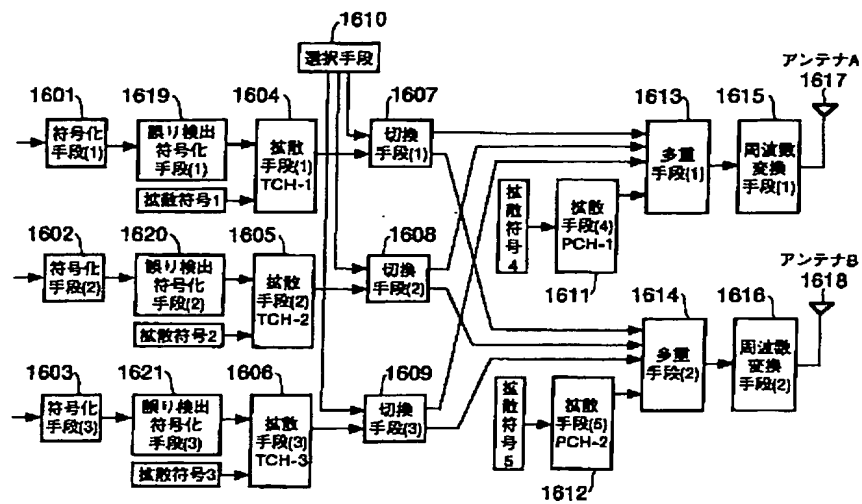 1610
選択手段
1601
符号化
手段(1)
1619
誤り検出
符号化
手段(1)
拡散符号1
1604
拡散
手段(1)
TCH-1
1607
切換
手段(1)
1613
多重
手段(1)
1615
周波数
変換
手段(1)
アンテナA
1617
拡散符号4
拡散
手段(4)
PCH-1
1611
1602
符号化
手段(2)
1620
誤り検出
符号化
手段(2)
拡散符号2
1605
拡散
手段(2)
TCH-2
1608
切換
手段(2)
1614
多重
手段(2)
1616
周波数
変換
手段(2)
アンテナB
1618
1603
符号化
手段(3)
1621
誤り検出
符号化
手段(3)
拡散符号3
1606
拡散
手段(3)
TCH-3
1609
切換
手段(3)
拡散符号5
拡散
手段(5)
PCH-2
1612